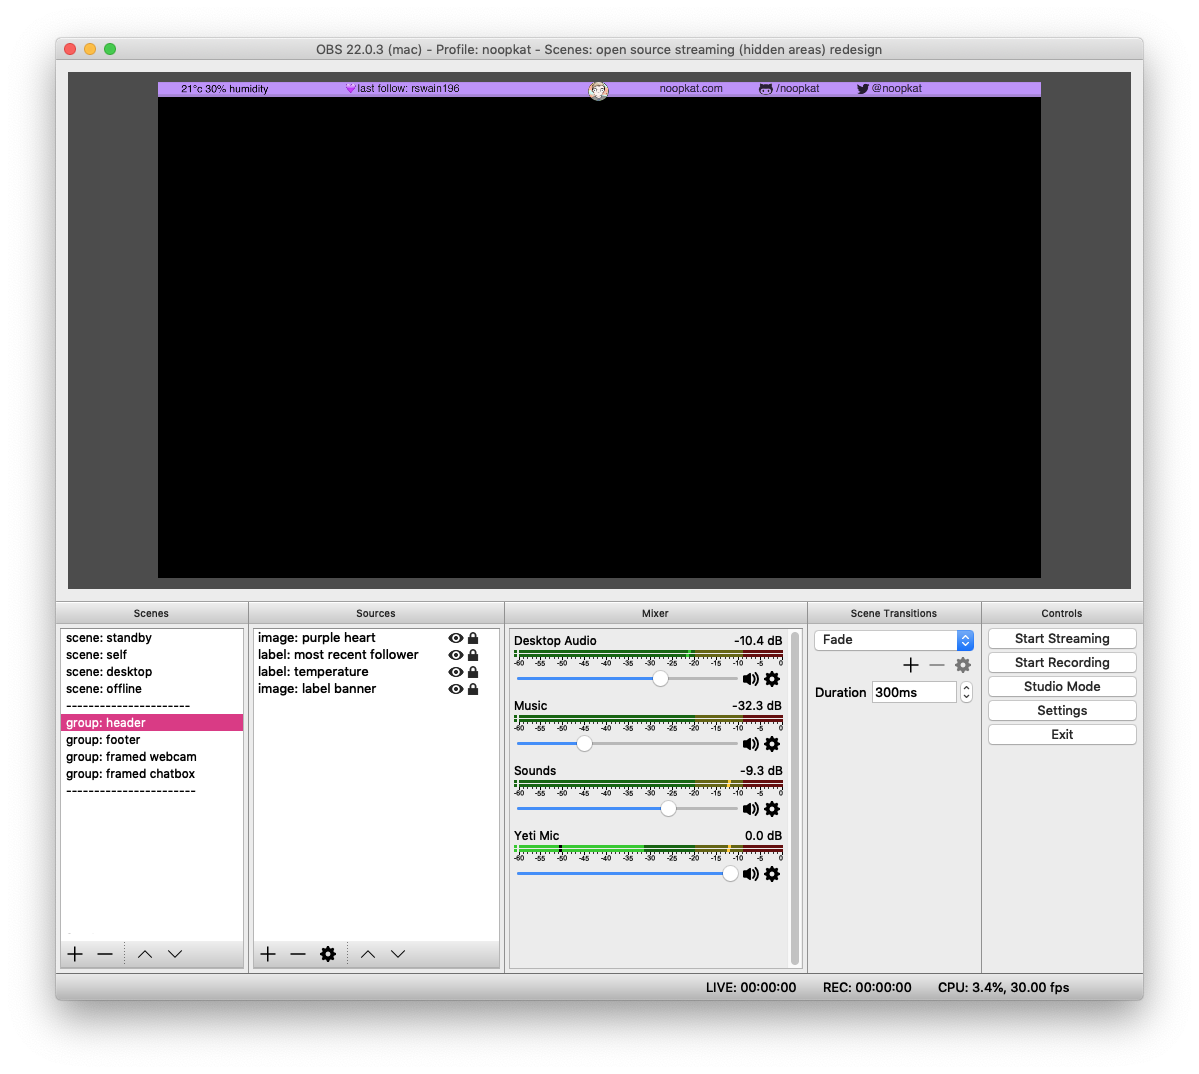 OBS 22.0.3 (mac) - Profile: noopkat - Scenes: open source streaming (hidden areas) redesign
21°c 30% humidity
last follow: rswain196
noopkat.com
/noopkat
@noopkat
Scenes
scene: standby
scene: self
scene: desktop
scene: offline
----------------------
group: header
group: footer
group: framed webcam
group: framed chatbox
-----------------------
Sources
image: purple heart
label: most recent follower
label: temperature
image: label banner
Mixer
Desktop Audio -10.4 dB
-60 -55 -50 -45 -40 -35 -30 -25 -20 -15 -10 -5 0
Music -32.3 dB
-60 -55 -50 -45 -40 -35 -30 -25 -20 -15 -10 -5 0
Sounds -9.3 dB
-60 -55 -50 -45 -40 -35 -30 -25 -20 -15 -10 -5 0
Yeti Mic 0.0 dB
-60 -55 -50 -45 -40 -35 -30 -25 -20 -15 -10 -5 0
Scene Transitions
Fade
Duration 300ms
Controls
Start Streaming
Start Recording
Studio Mode
Settings
Exit
LIVE: 00:00:00 REC: 00:00:00 CPU: 3.4%, 30.00 fps